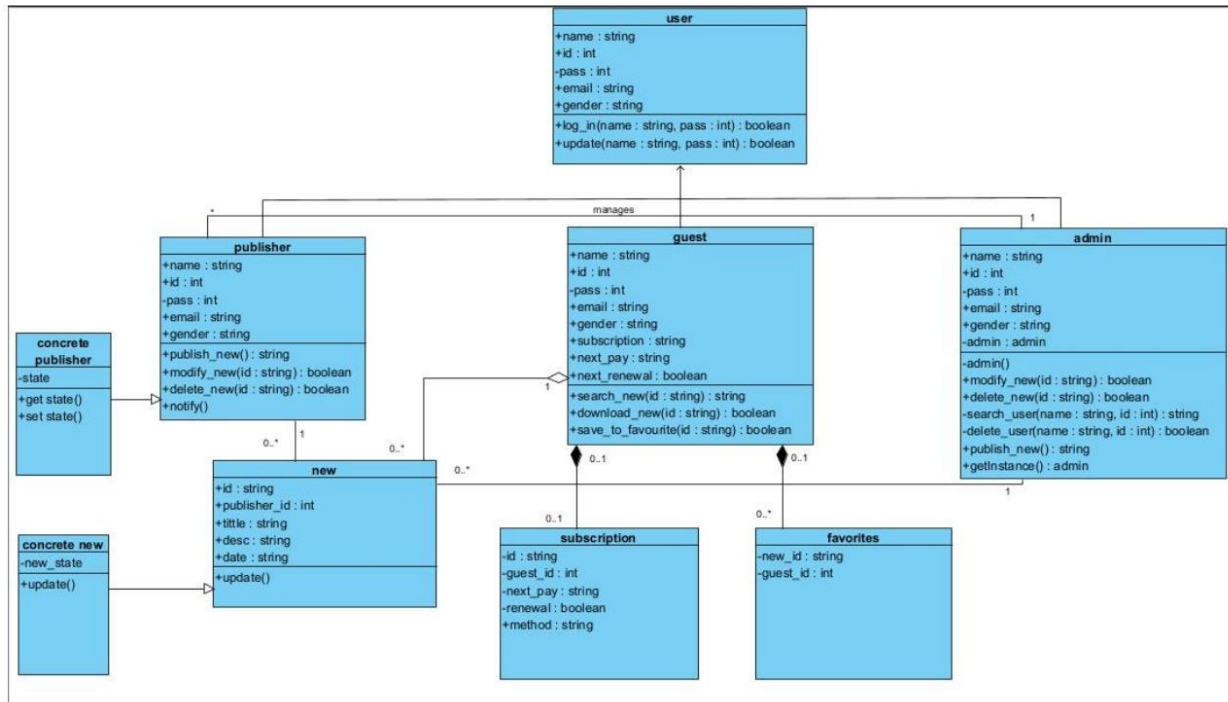 user
+name : string
+id : int
-pass : int
+email : string
+gender : string
+log_in(name : string, pass : int) : boolean
+update(name : string, pass : int) : boolean
*
manages
1
publisher
+name : string
+id : int
-pass : int
+email : string
+gender : string
+publish_new() : string
+modify_new(id : string) : boolean
+delete_new(id : string) : boolean
+notify()
guest
+name : string
+id : int
-pass : int
+email : string
+gender : string
+subscription : string
+next_pay : string
+next_renewal : boolean
+search_new(id : string) : string
+download_new(id : string) : boolean
+save_to_favourite(id : string) : boolean
admin
+name : string
+id : int
-pass : int
+email : string
+gender : string
-admin : admin
-admin()
+modify_new(id : string) : boolean
+delete_new(id : string) : boolean
-search_user(name : string, id : int) : string
-delete_user(name : string, id : int) : boolean
+publish_new() : string
+getInstance() : admin
concrete
publisher
-state
+get state()
+set state()
1
1
0..*
0..*
0..*
0..1
0..1
1
new
+id : string
+publisher_id : int
+tittle : string
+desc : string
+date : string
+update()
concrete new
-new_state
+update()
0..1
0..*
subscription
-id : string
-guest_id : int
-next_pay : string
-renewal : boolean
+method : string
favorites
-new_id : string
-guest_id : int